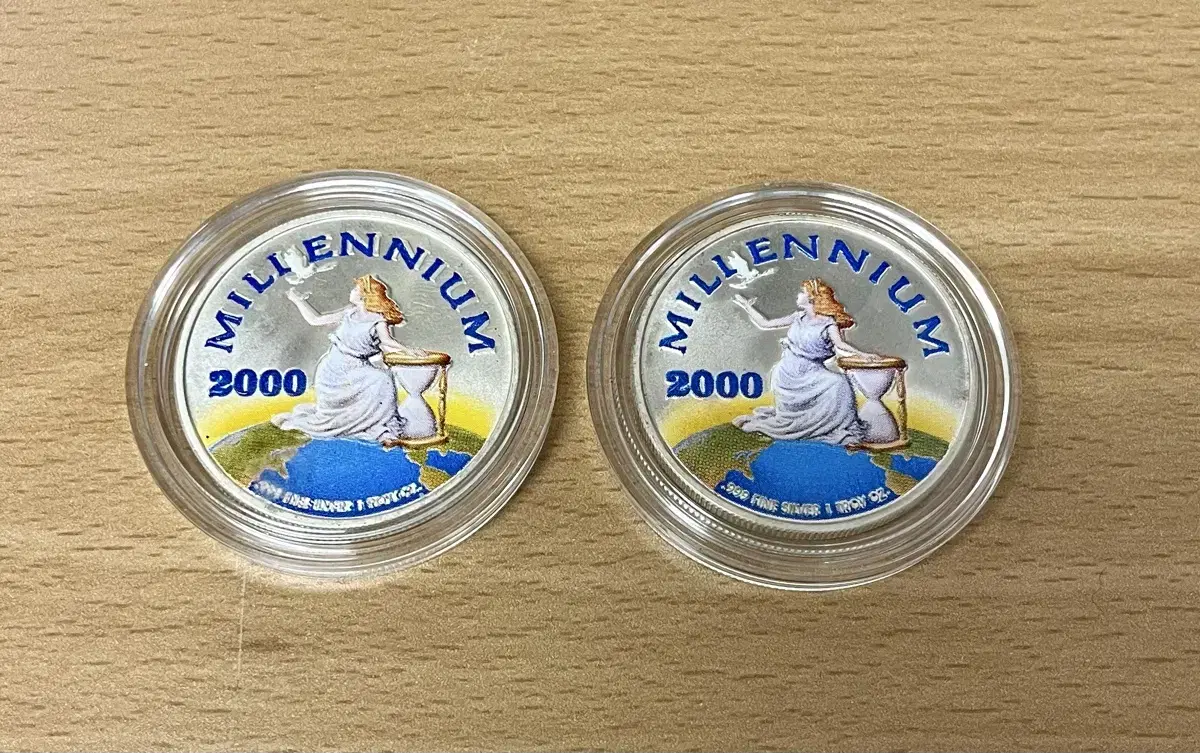 MILLENNIUM
2000
.999 FINE SILVER 1 TROY OZ.
MILLENNIUM
2000
.999 FINE SILVER 1 TROY OZ.